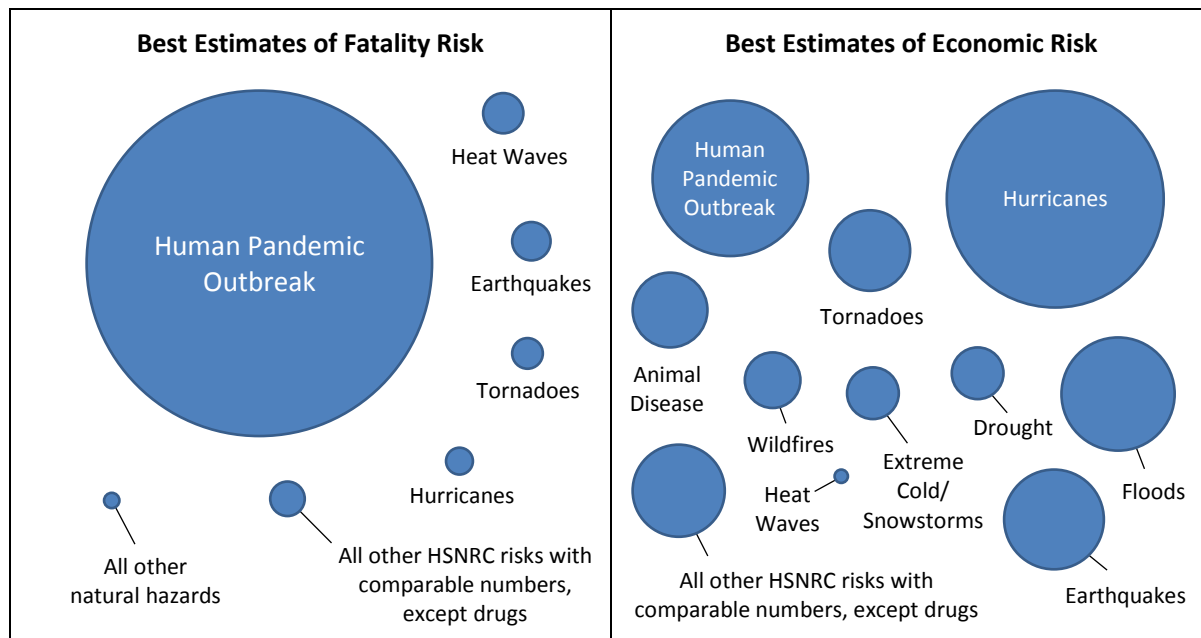 Best Estimates of Fatality Risk
Human Pandemic
Outbreak
Heat Waves
Earthquakes
Tornadoes
Hurricanes
All other
natural hazards
All other HSNRC risks with
comparable numbers,
except drugs
Best Estimates of Economic Risk
Human
Pandemic
Outbreak
Hurricanes
Tornadoes
Animal
Disease
Wildfires
Extreme
Cold/
Snowstorms
Drought
Floods
Heat
Waves
All other HSNRC risks with
comparable numbers, except drugs
Earthquakes